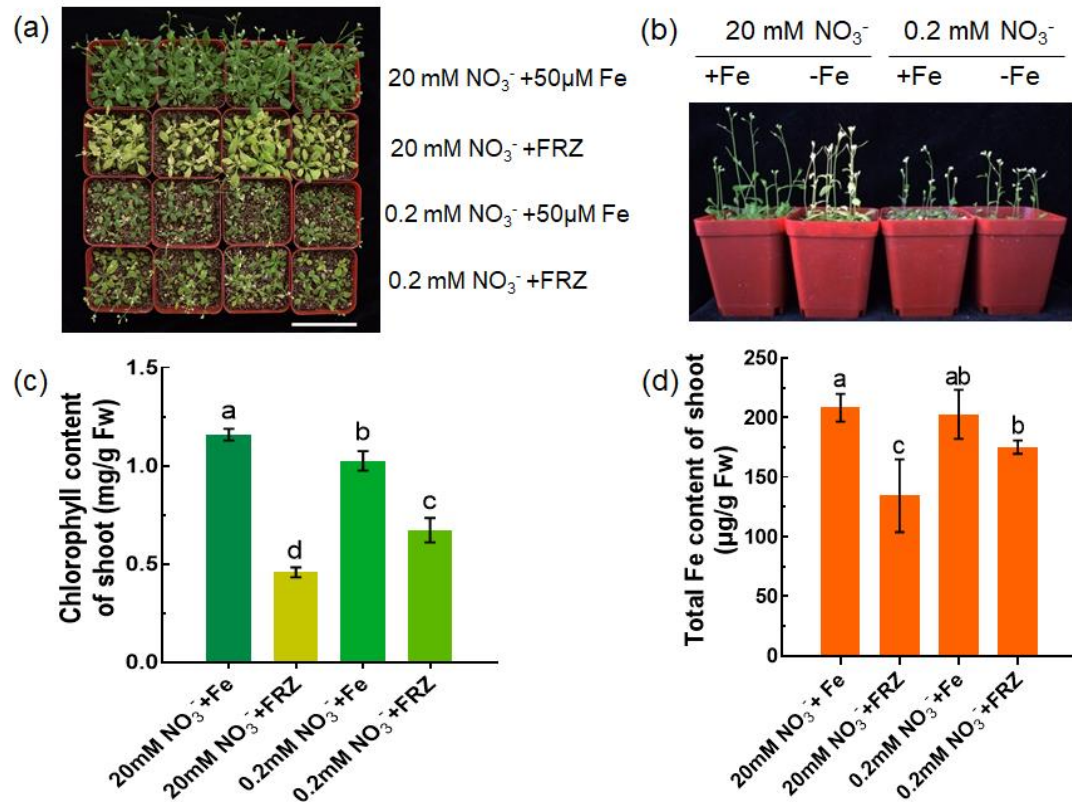 (a)
20 mM NO₃⁻ +50μM Fe
20 mM NO₃⁻ +FRZ
0.2 mM NO₃⁻ +50μM Fe
0.2 mM NO₃⁻ +FRZ
(b)
20 mM NO₃⁻ 0.2 mM NO₃⁻
+Fe -Fe +Fe -Fe
(c)
Chlorophyll content
of shoot (mg/g Fw)
1.5
1.0
0.5
0.0
a
d
b
c
20mM NO₃⁻+Fe
20mM NO₃⁻+FRZ
0.2mM NO₃⁻+Fe
0.2mM NO₃⁻+FRZ
(d)
Total Fe content of shoot
(μg/g Fw)
250
200
150
100
50
0
a
c
ab
b
20mM NO₃⁻+ Fe
20mM NO₃⁻+FRZ
0.2mM NO₃⁻+Fe
0.2mM NO₃⁻+FRZ